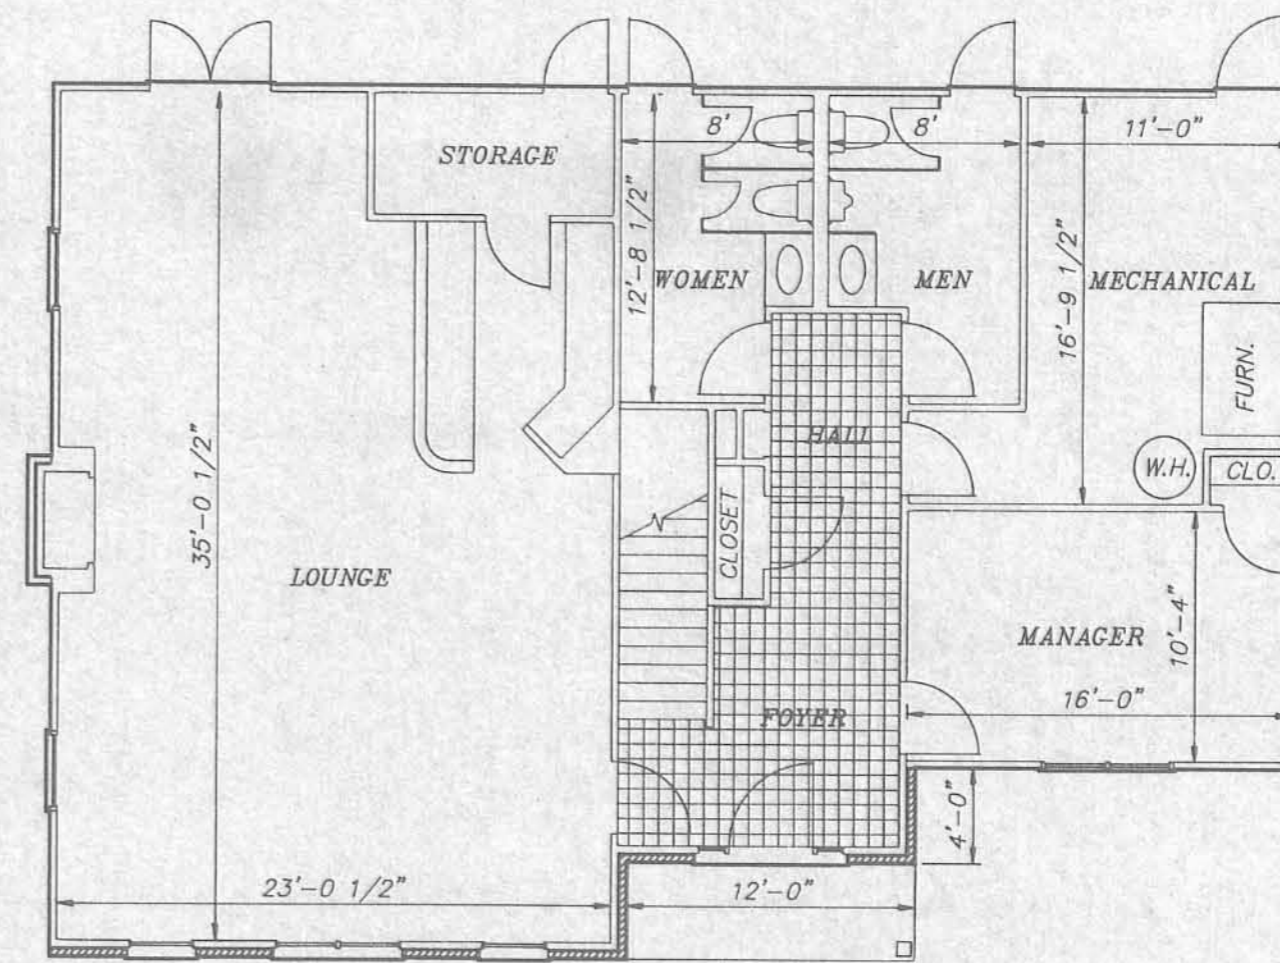 8'
8'
11'-0"
STORAGE
12'-8 1/2"
WOMEN
MEN
16'-9 1/2"
MECHANICAL
FURN.
HALL
W.H.
CLO.
35'-0 1/2"
CLOSET
LOUNGE
MANAGER
10'-4"
16'-0"
FOYER
4'-0"
23'-0 1/2"
12'-0"